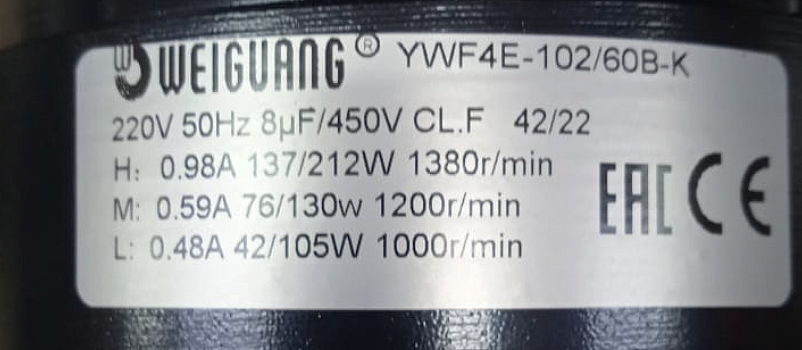 WEIGUANG® YWF4E-102/60B-K
220V 50Hz 8µF/450V CL.F 42/22
H: 0.98A 137/212W 1380r/min
M: 0.59A 76/130w 1200r/min
L: 0.48A 42/105W 1000r/min
EAC CE